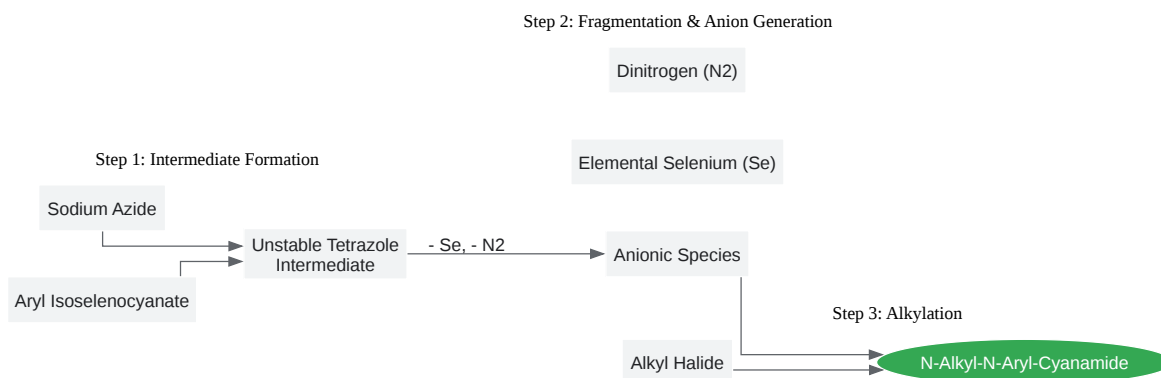 Step 2: Fragmentation & Anion Generation
Dinitrogen (N2)
Elemental Selenium (Se)
Step 1: Intermediate Formation
Sodium Azide
Unstable Tetrazole
Intermediate
- Se, - N2
Anionic Species
Aryl Isoselenocyanate
Step 3: Alkylation
Alkyl Halide
N-Alkyl-N-Aryl-Cyanamide